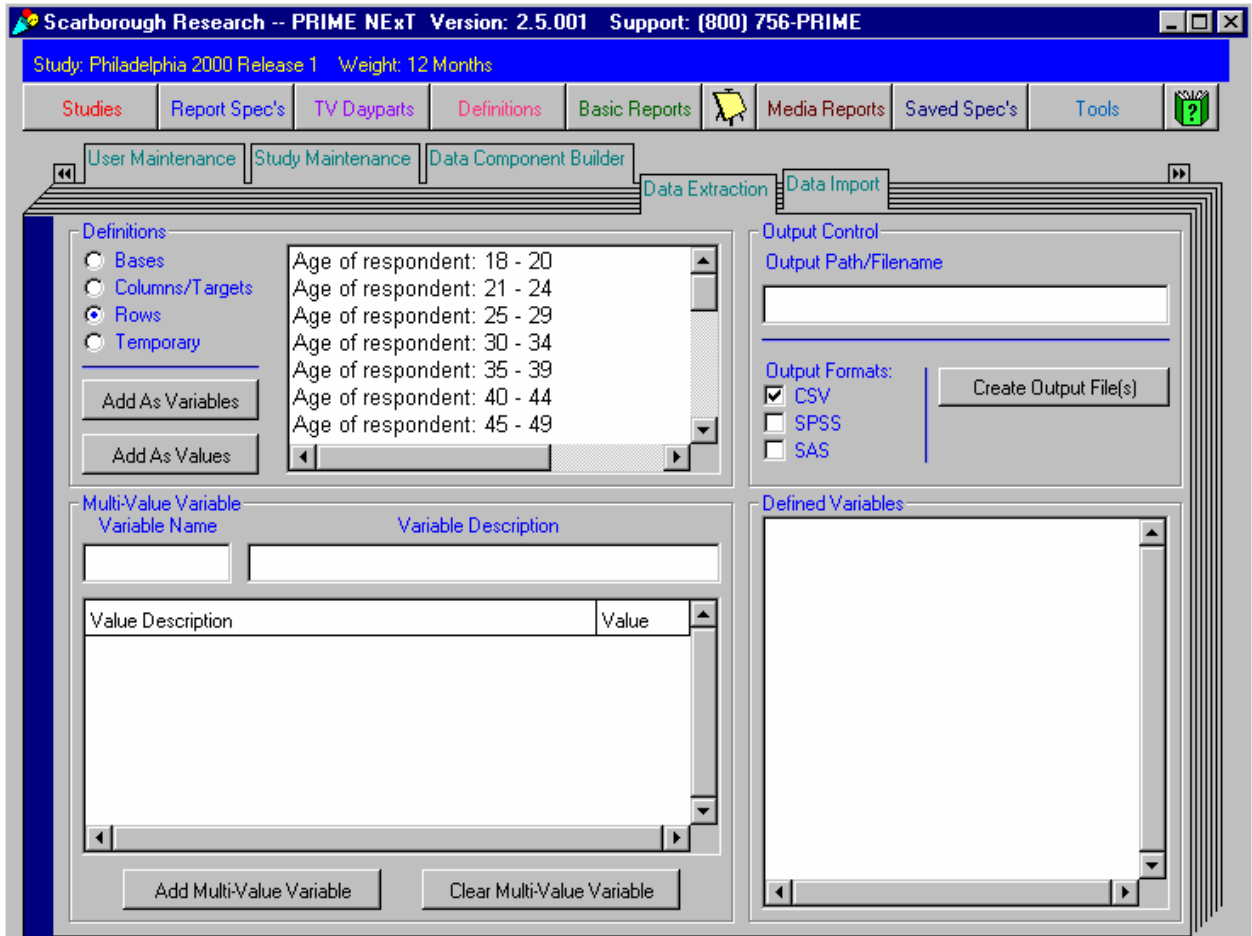 Scarborough Research -- PRIME NExT Version: 2.5.001 Support: (800) 756-PRIME
Study: Philadelphia 2000 Release 1 Weight: 12 Months
Studies Report Spec's TV Dayparts Definitions Basic Reports Media Reports Saved Spec's Tools ?
User Maintenance Study Maintenance Data Component Builder
Data Extraction Data Import
Definitions
Bases
Columns/Targets
Rows
Temporary
Add As Variables
Add As Values
Age of respondent: 18 - 20
Age of respondent: 21 - 24
Age of respondent: 25 - 29
Age of respondent: 30 - 34
Age of respondent: 35 - 39
Age of respondent: 40 - 44
Age of respondent: 45 - 49
Output Control
Output Path/Filename
Output Formats:
CSV
SPSS
SAS
Create Output File(s)
Multi-Value Variable
Variable Name Variable Description
Value Description Value
Add Multi-Value Variable Clear Multi-Value Variable
Defined Variables